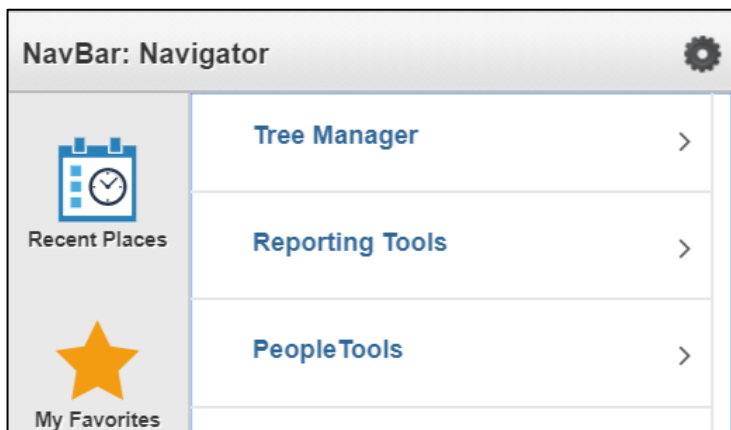 NavBar: Navigator
Tree Manager
Recent Places
Reporting Tools
PeopleTools
My Favorites